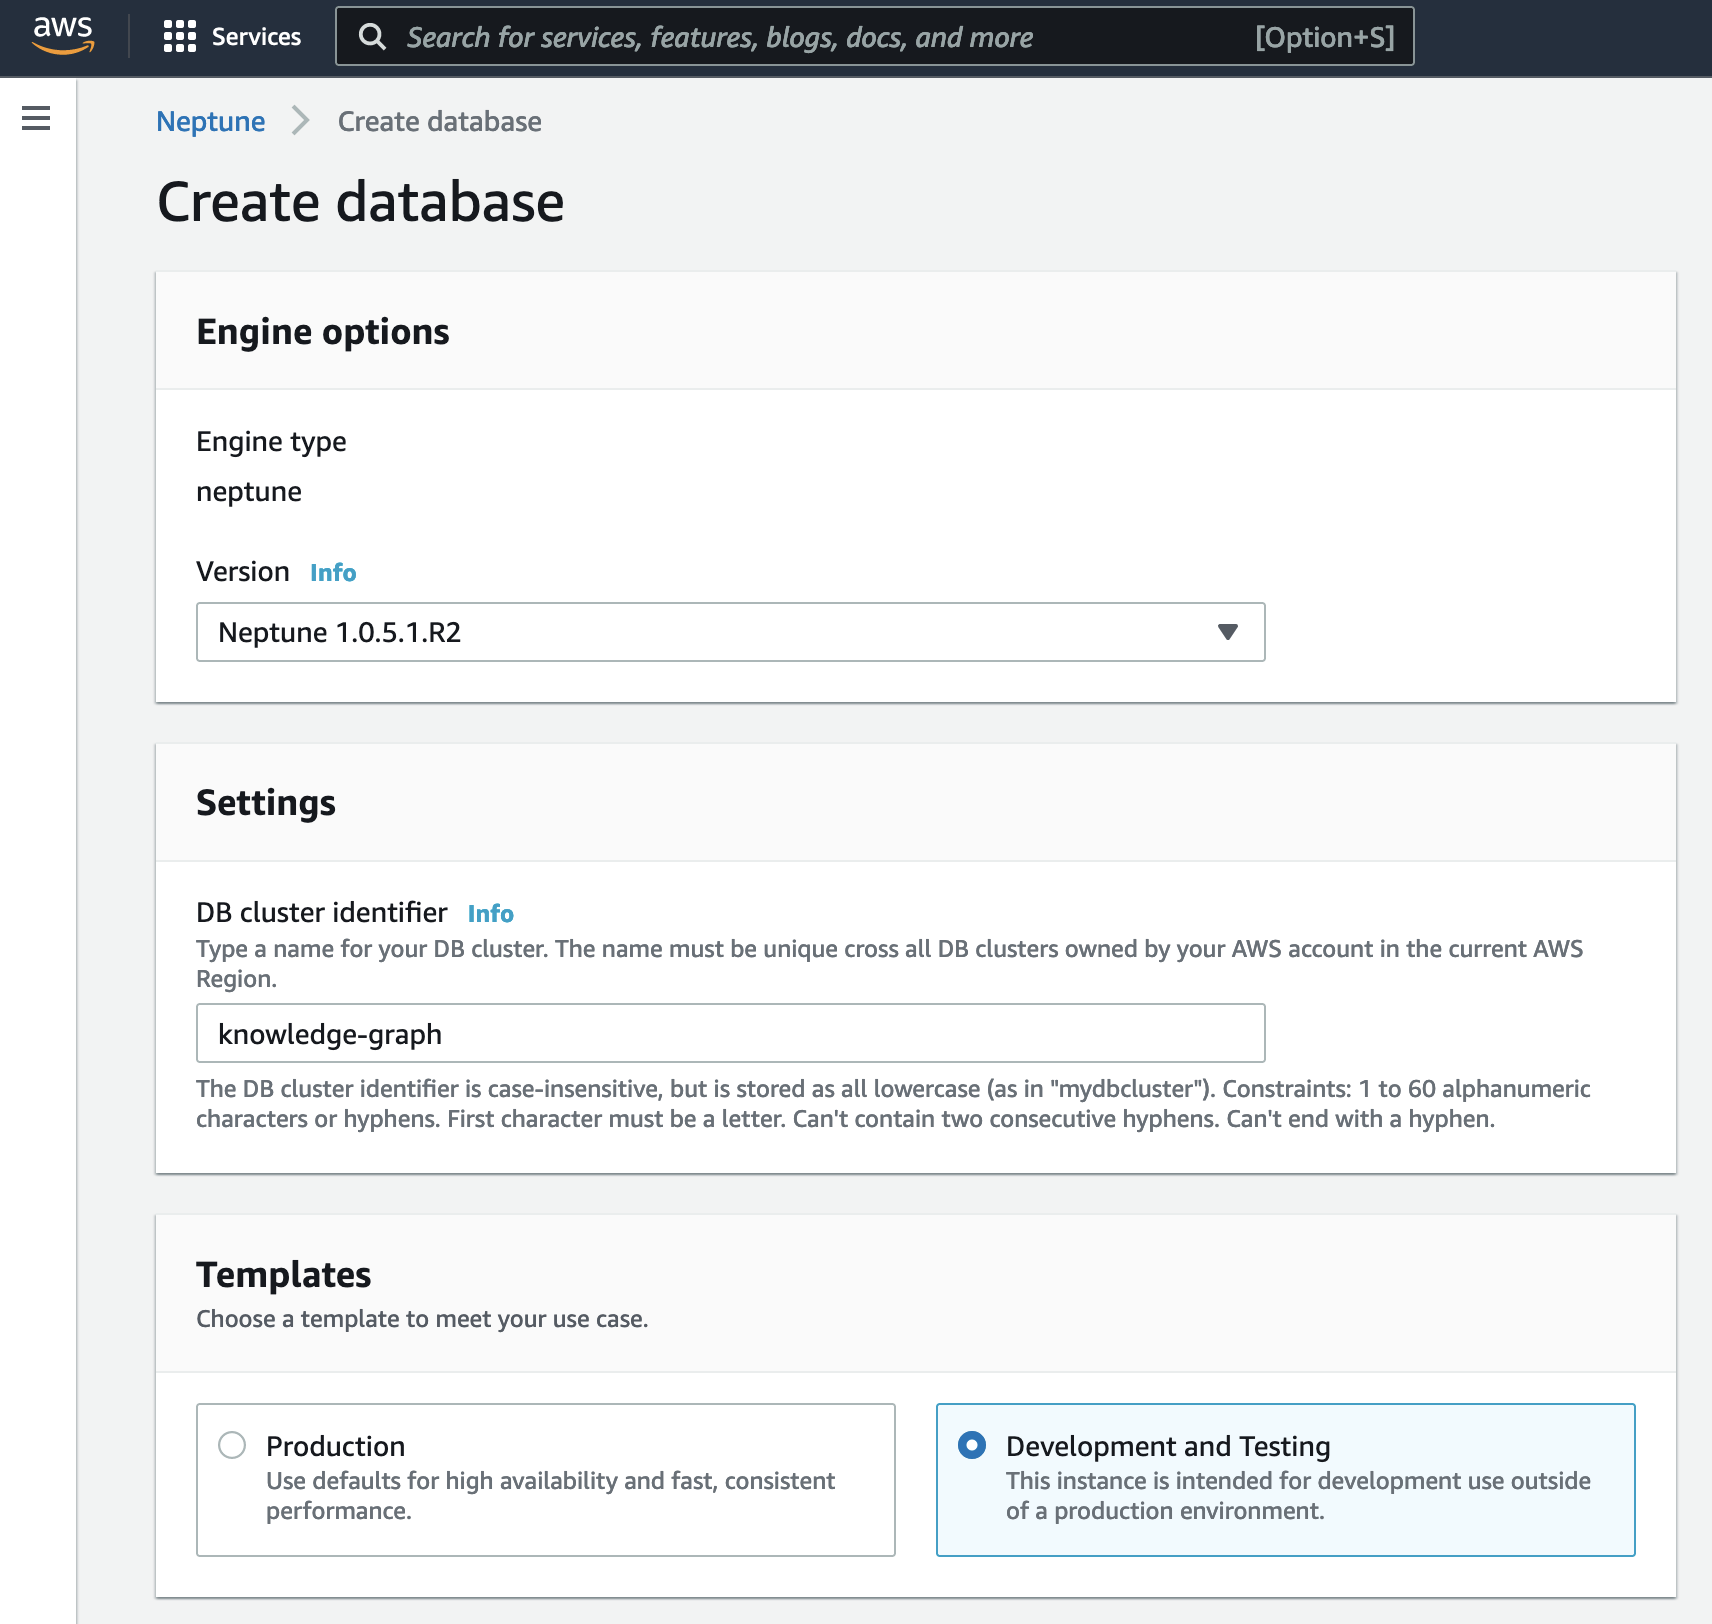 aws
Services
Search for services, features, blogs, docs, and more
[Option+S]
Neptune
Create database
Create database
Engine options
Engine type
neptune
Version Info
Neptune 1.0.5.1.R2
Settings
DB cluster identifier Info
Type a name for your DB cluster. The name must be unique cross all DB clusters owned by your AWS account in the current AWS
Region.
knowledge-graph
The DB cluster identifier is case-insensitive, but is stored as all lowercase (as in "mydbcluster"). Constraints: 1 to 60 alphanumeric
characters or hyphens. First character must be a letter. Can't contain two consecutive hyphens. Can't end with a hyphen.
Templates
Choose a template to meet your use case.
Production
Use defaults for high availability and fast, consistent
performance.
Development and Testing
This instance is intended for development use outside
of a production environment.